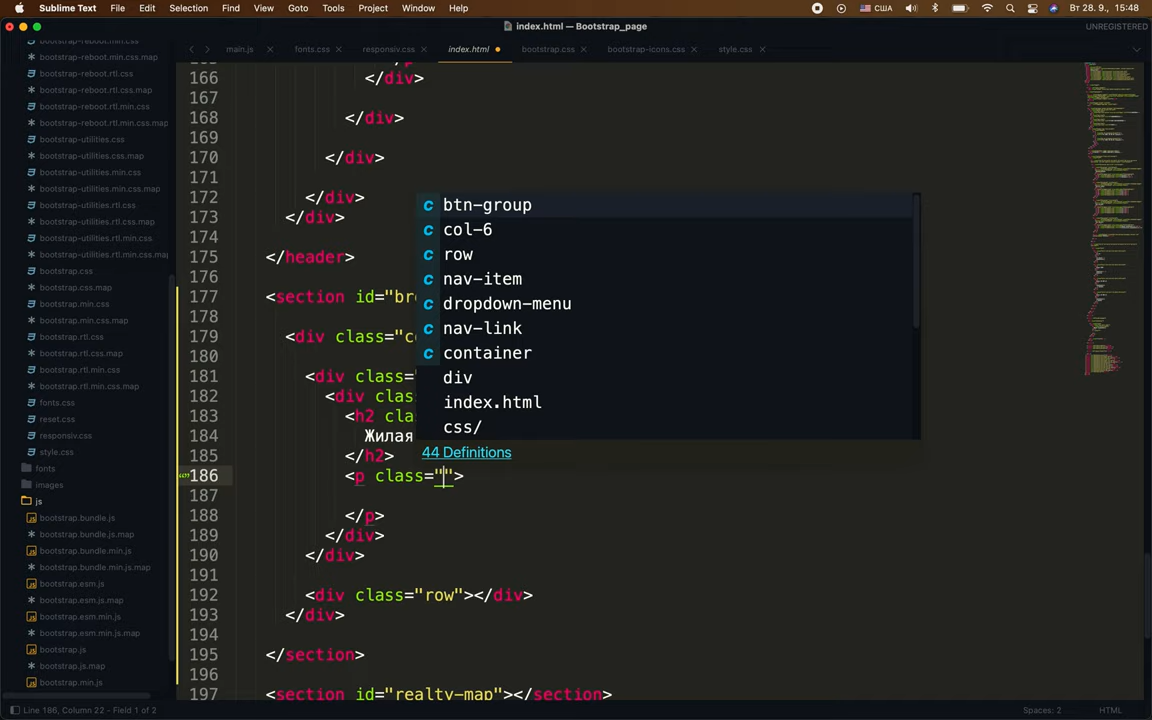 Sublime Text File Edit Selection Find View Goto Tools Project Window Help США Вт 28. 9., 15:48
index.html — Bootstrap_page UNREGISTERED
main.js fonts.css responsiv.css index.html bootstrap.css bootstrap-icons.css style.css
bootstrap-reboot.min.css
bootstrap-reboot.min.css.map
bootstrap-reboot.rtl.css
bootstrap-reboot.rtl.css.map
bootstrap-reboot.rtl.min.css
bootstrap-reboot.rtl.min.css.map
bootstrap-utilities.css
bootstrap-utilities.css.map
bootstrap-utilities.min.css
bootstrap-utilities.min.css.map
bootstrap-utilities.rtl.css
bootstrap-utilities.rtl.css.map
bootstrap-utilities.rtl.min.css
bootstrap-utilities.rtl.min.css.map
bootstrap.css
bootstrap.css.map
bootstrap.min.css
bootstrap.min.css.map
bootstrap.rtl.css
bootstrap.rtl.css.map
bootstrap.rtl.min.css
bootstrap.rtl.min.css.map
fonts.css
reset.css
responsiv.css
style.css
fonts
images
js
bootstrap.bundle.js
bootstrap.bundle.js.map
bootstrap.bundle.min.js
bootstrap.bundle.min.js.map
bootstrap.esm.js
bootstrap.esm.js.map
bootstrap.esm.min.js
bootstrap.esm.min.js.map
bootstrap.js
bootstrap.js.map
bootstrap.min.js
166 </div>
167
168 </div>
169
170 </div>
171
172 </div>
173 </div>
174
175 </header>
176
177 <section id="bre
178
179 <div class="co
180
181 <div class="
182 <div clas
183 <h2 cla
184 Жилая
185 </h2>
186 <p class="">
187
188 </p>
189 </div>
190 </div>
191
192 <div class="row"></div>
193 </div>
194
195 </section>
196
197 <section id="realty-map"></section>
c btn-group
c col-6
c row
c nav-item
c dropdown-menu
c nav-link
c container
div
index.html
css/
44 Definitions
Line 186, Column 22 - Field 1 of 2 Spaces: 2 HTML